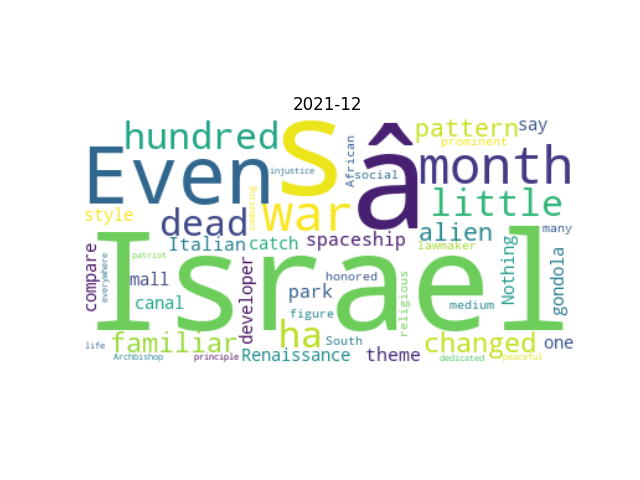 2021-12
hundred S â pattern say
prominent
Even injustice African social month
style dead combating war little
Italian catch spaceship alien lawmaker many
compare everywhere patriot Israel Nothing gondola
mall developer park honored religious medium
canal figure
familiar ha South changed one
life Archbishop principle Renaissance theme dedicated peaceful